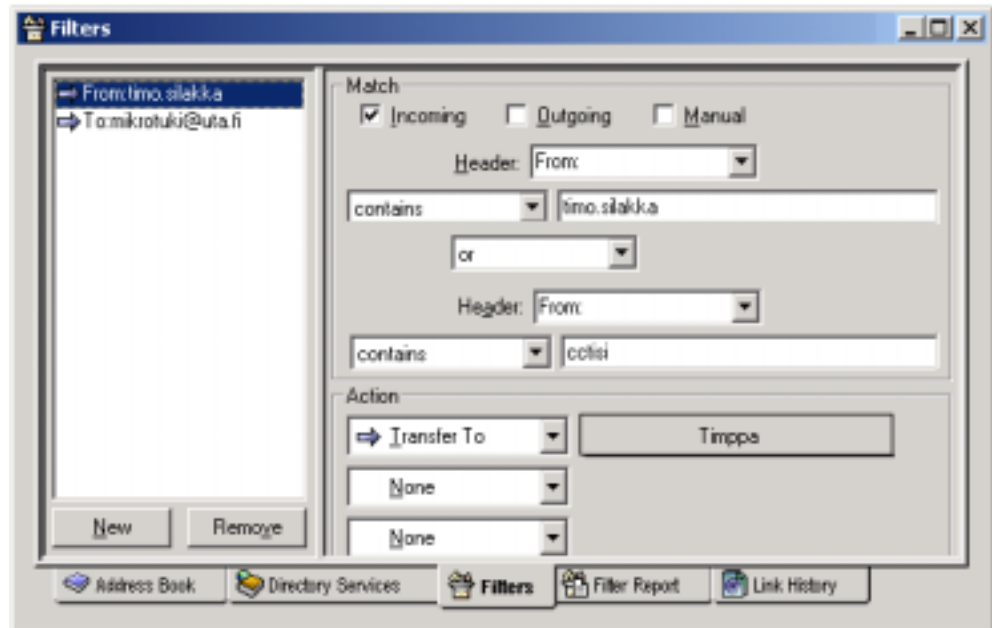 Filters
From:timo.silakka
To:mikrotuki@uta.fi
Match
Incoming Outgoing Manual
Header: From:
contains timo.silakka
or
Header: From:
contains cctisi
Action
Transfer To Timppa
None
None
New Remove
Address Book Directory Services Filters Filter Report Link History